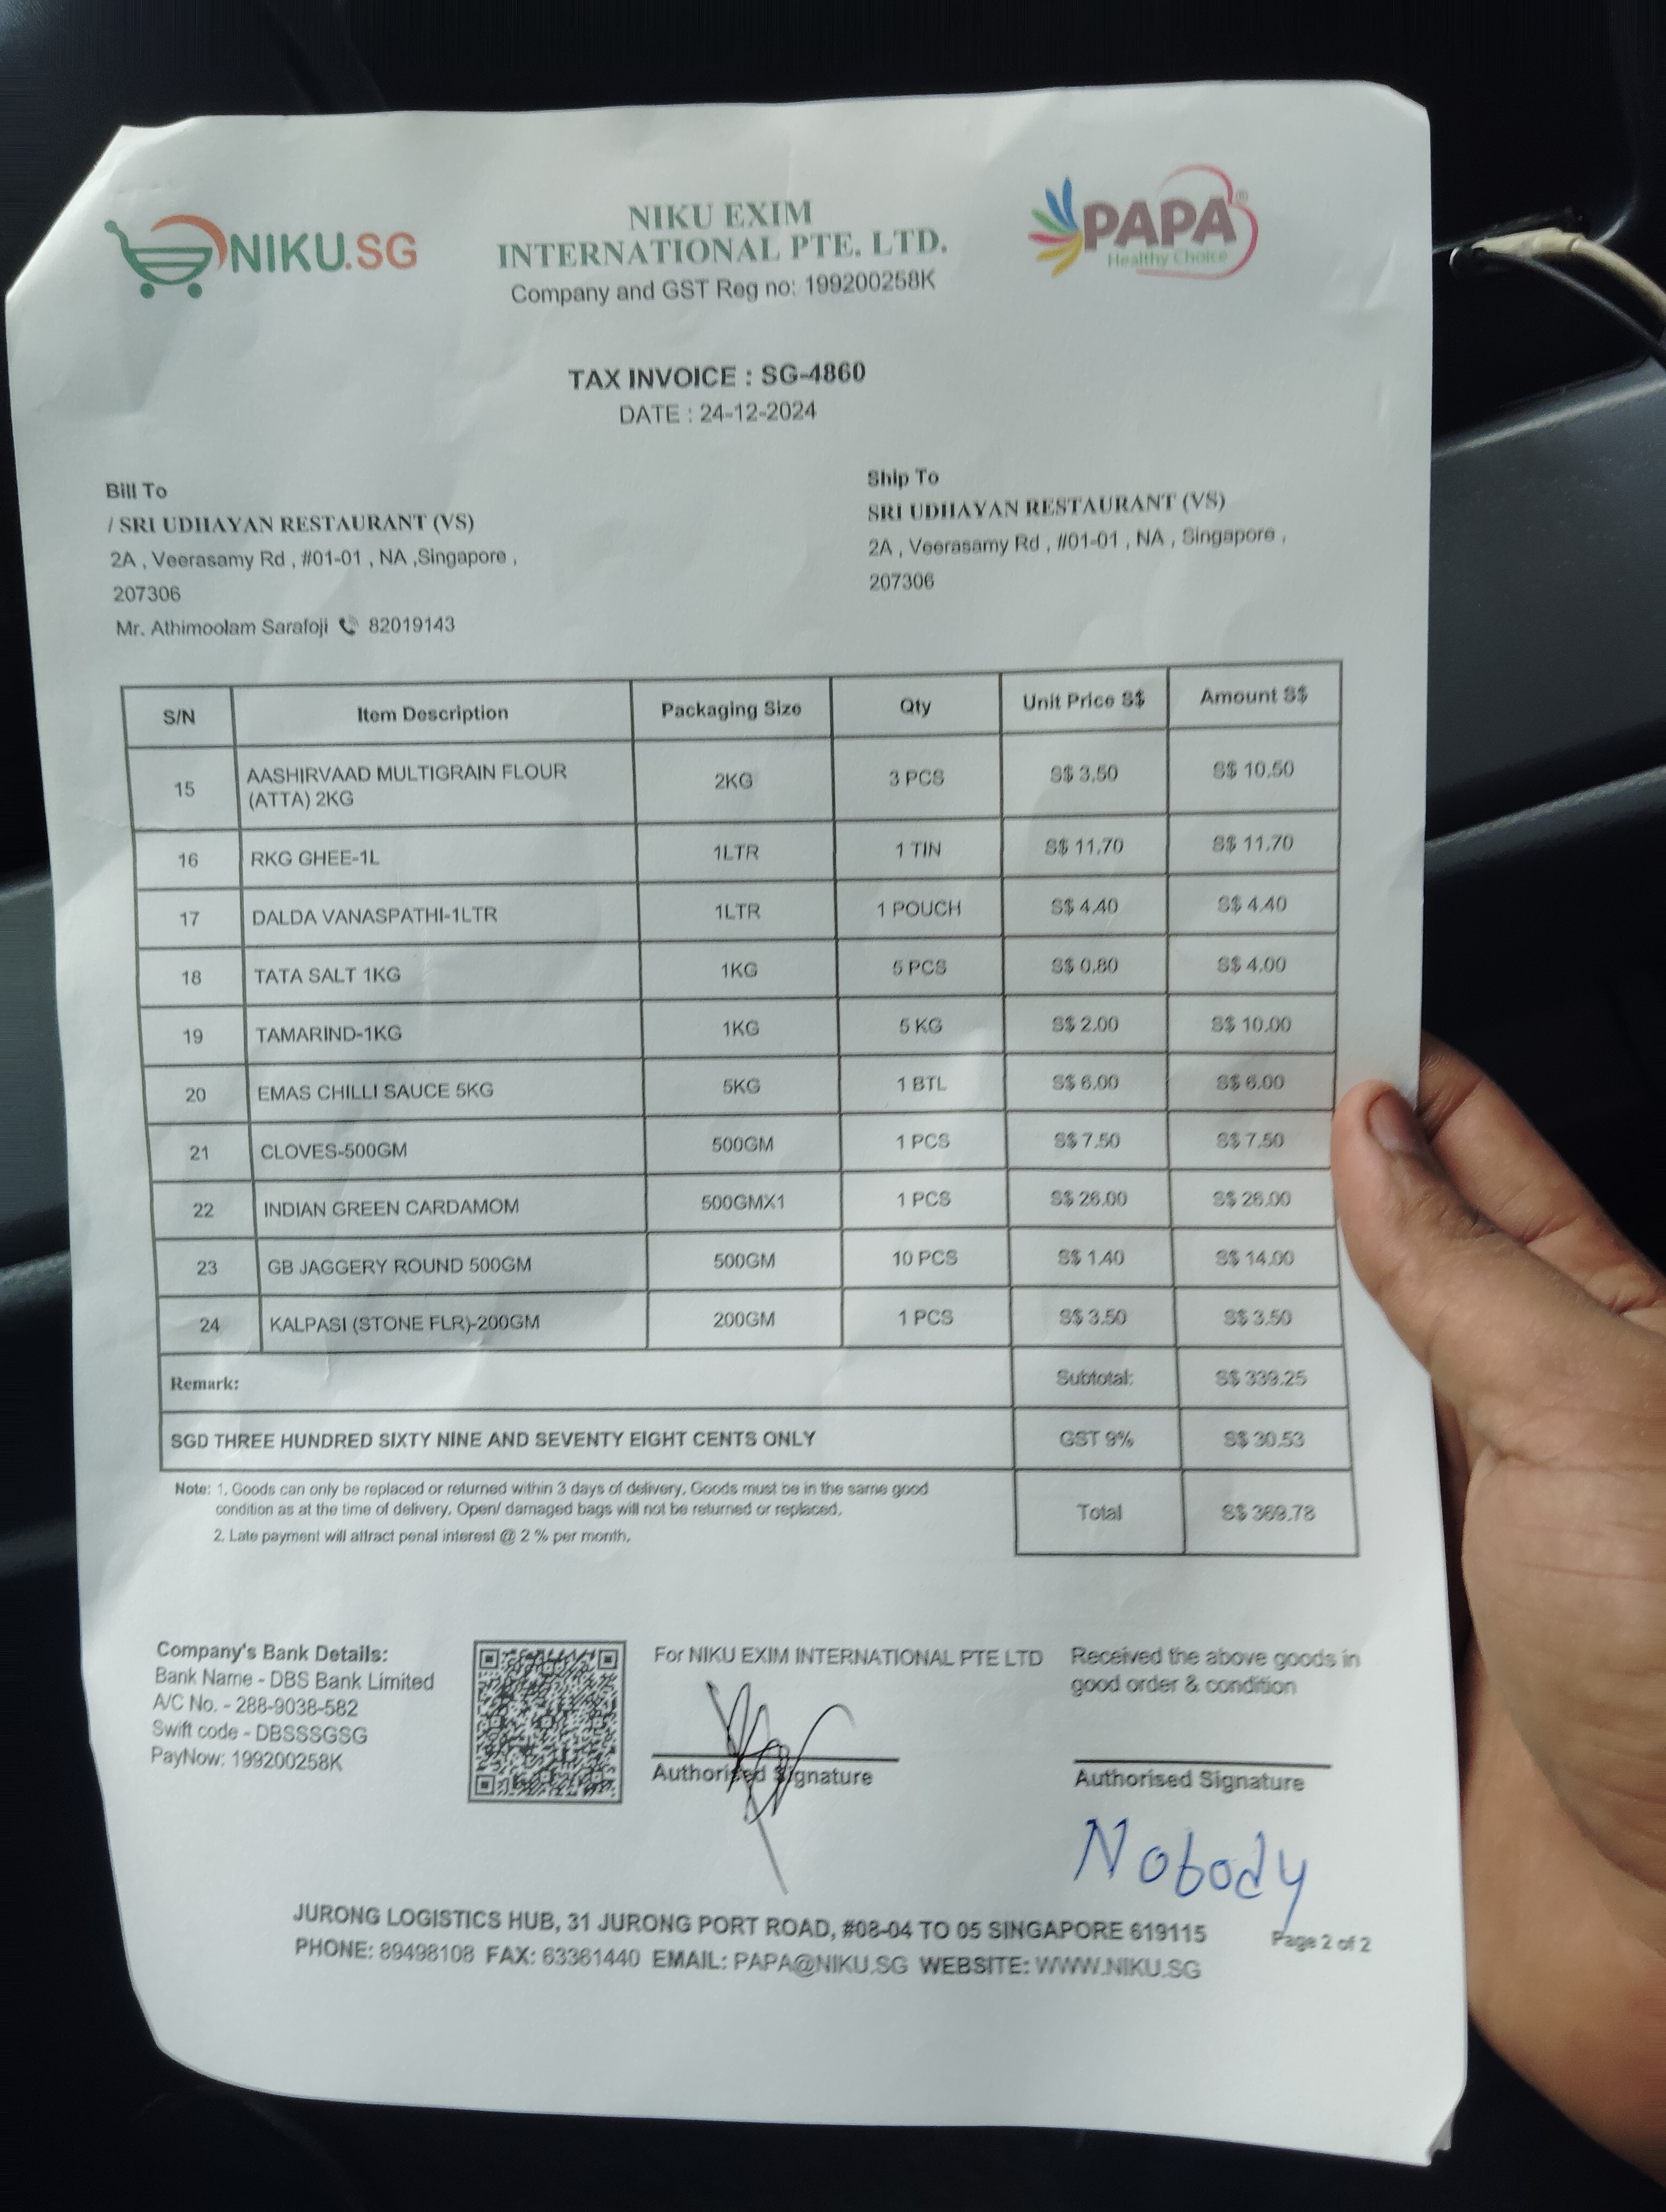 NIKU.SG
NIKU EXIM
INTERNATIONAL PTE. LTD.
Company and GST Reg no: 199200258K
PAPA®
Healthy Choice
TAX INVOICE : SG-4860
DATE : 24-12-2024
Bill To
/ SRI UDHAYAN RESTAURANT (VS)
2A , Veerasamy Rd , #01-01 , NA ,Singapore ,
207306
Mr. Athimoolam Sarafoji 82019143
Ship To
SRI UDHAYAN RESTAURANT (VS)
2A , Veerasamy Rd , #01-01 , NA , Singapore ,
207306
S/N Item Description Packaging Size Qty Unit Price S$ Amount S$
15 AASHIRVAAD MULTIGRAIN FLOUR (ATTA) 2KG 2KG 3 PCS S$ 3.50 S$ 10.50
16 RKG GHEE-1L 1LTR 1 TIN S$ 11.70 S$ 11.70
17 DALDA VANASPATHI-1LTR 1LTR 1 POUCH S$ 4.40 S$ 4.40
18 TATA SALT 1KG 1KG 5 PCS S$ 0.80 S$ 4.00
19 TAMARIND-1KG 1KG 5 KG S$ 2.00 S$ 10.00
20 EMAS CHILLI SAUCE 5KG 5KG 1 BTL S$ 6.00 S$ 6.00
21 CLOVES-500GM 500GM 1 PCS S$ 7.50 S$ 7.50
22 INDIAN GREEN CARDAMOM 500GMX1 1 PCS S$ 26.00 S$ 26.00
23 GB JAGGERY ROUND 500GM 500GM 10 PCS S$ 1.40 S$ 14.00
24 KALPASI (STONE FLR)-200GM 200GM 1 PCS S$ 3.50 S$ 3.50
Remark: Subtotal: S$ 339.25
SGD THREE HUNDRED SIXTY NINE AND SEVENTY EIGHT CENTS ONLY GST 9% S$ 30.53
Total S$ 369.78
Note: 1. Goods can only be replaced or returned within 3 days of delivery. Goods must be in the same good
condition as at the time of delivery. Open/ damaged bags will not be returned or replaced.
2. Late payment will attract penal interest @ 2 % per month.
Company's Bank Details:
Bank Name - DBS Bank Limited
A/C No. - 288-9038-582
Swift code - DBSSSGSG
PayNow: 199200258K
For NIKU EXIM INTERNATIONAL PTE LTD
Authorised Signature
Received the above goods in
good order & condition
Authorised Signature
Nobody
JURONG LOGISTICS HUB, 31 JURONG PORT ROAD, #08-04 TO 05 SINGAPORE 619115
PHONE: 89498108 FAX: 63361440 EMAIL: PAPA@NIKU.SG WEBSITE: WWW.NIKU.SG
Page 2 of 2